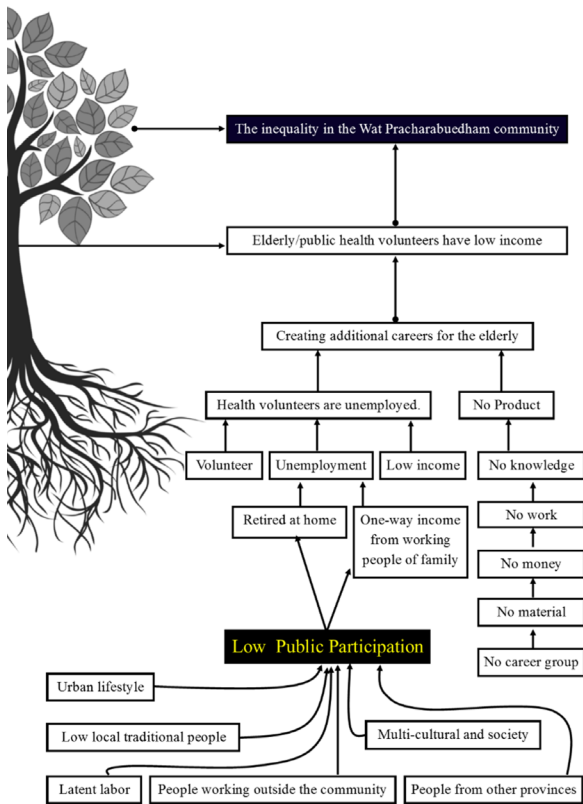 The inequality in the Wat Pracharabuedham community
Elderly/public health volunteers have low income
Creating additional careers for the elderly
Health volunteers are unemployed.
No Product
Volunteer
Unemployment
Low income
No knowledge
Retired at home
One-way income
from working
people of family
No work
No money
No material
No career group
Low Public Participation
Urban lifestyle
Low local traditional people
Multi-cultural and society
Latent labor
People working outside the community
People from other provinces